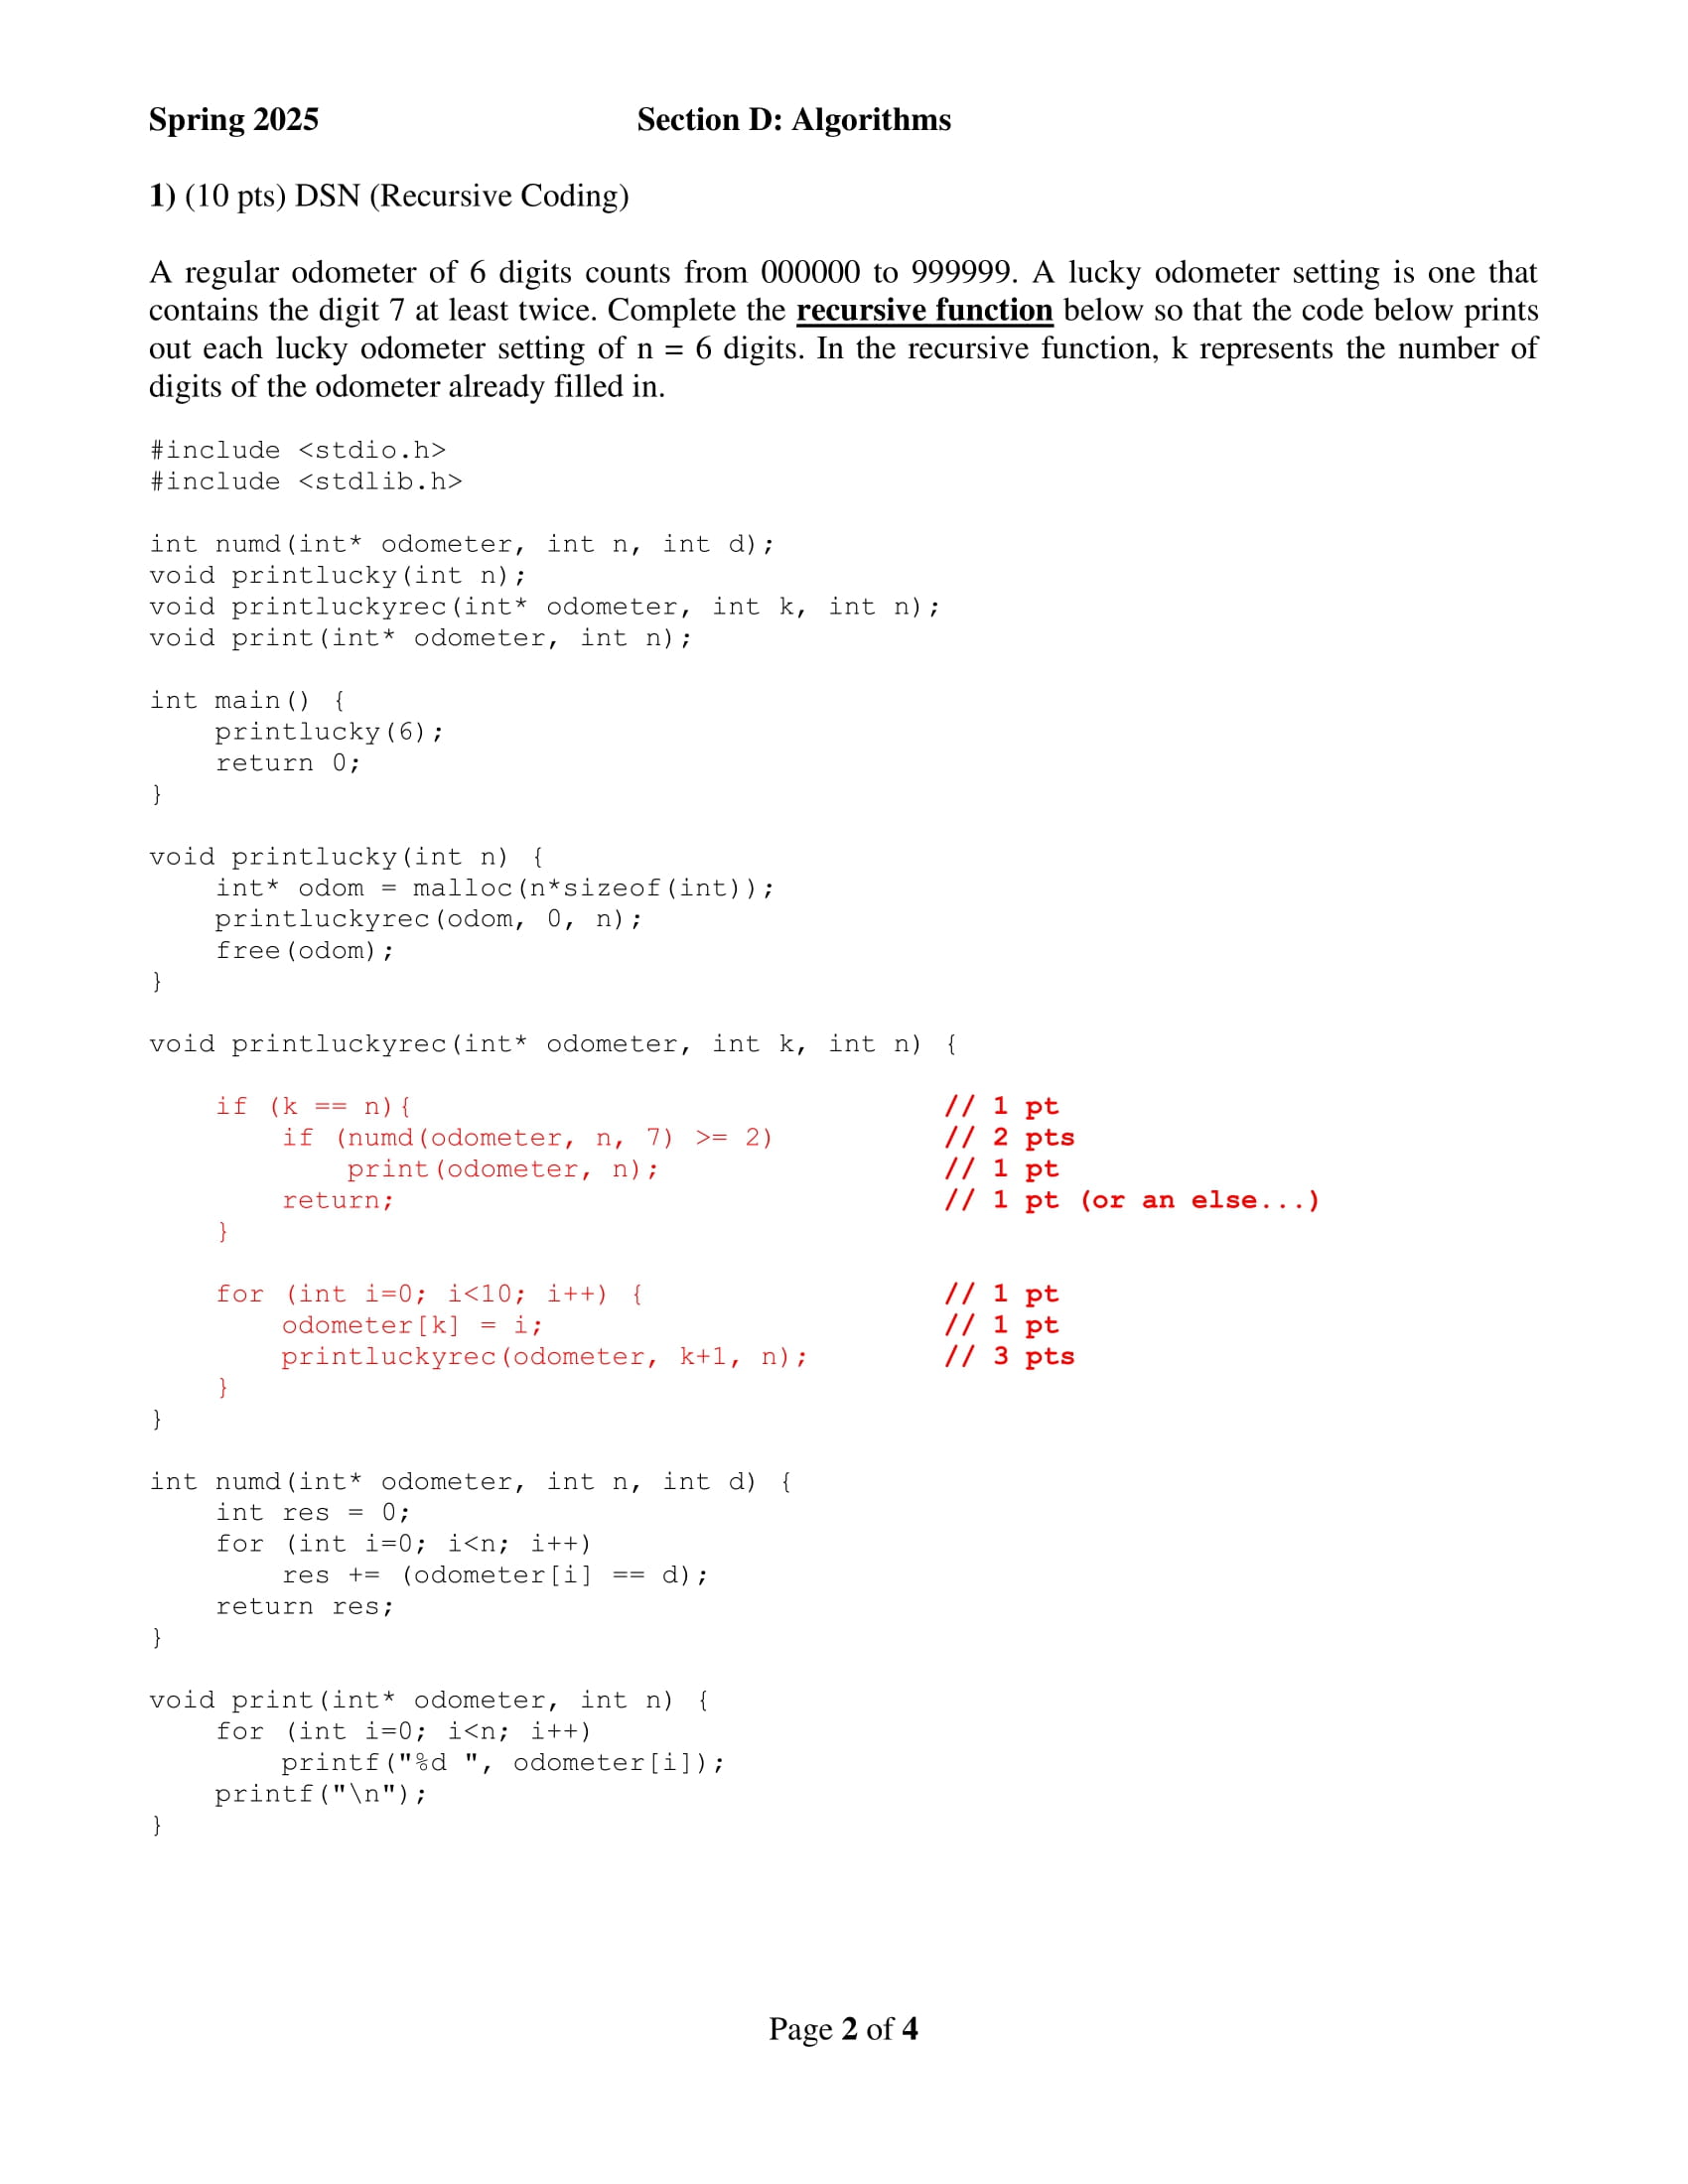 Spring 2025 Section D: Algorithms
1) (10 pts) DSN (Recursive Coding)
A regular odometer of 6 digits counts from 000000 to 999999. A lucky odometer setting is one that
contains the digit 7 at least twice. Complete the recursive function below so that the code below prints
out each lucky odometer setting of n = 6 digits. In the recursive function, k represents the number of
digits of the odometer already filled in.
#include <stdio.h>
#include <stdlib.h>
int numd(int* odometer, int n, int d);
void printlucky(int n);
void printluckyrec(int* odometer, int k, int n);
void print(int* odometer, int n);
int main() {
    printlucky(6);
    return 0;
}
void printlucky(int n) {
    int* odom = malloc(n*sizeof(int));
    printluckyrec(odom, 0, n);
    free(odom);
}
void printluckyrec(int* odometer, int k, int n) {
    if (k == n){ // 1 pt
        if (numd(odometer, n, 7) >= 2) // 2 pts
            print(odometer, n); // 1 pt
        return; // 1 pt (or an else...)
    }
    for (int i=0; i<10; i++) { // 1 pt
        odometer[k] = i; // 1 pt
        printluckyrec(odometer, k+1, n); // 3 pts
    }
}
int numd(int* odometer, int n, int d) {
    int res = 0;
    for (int i=0; i<n; i++)
        res += (odometer[i] == d);
    return res;
}
void print(int* odometer, int n) {
    for (int i=0; i<n; i++)
        printf("%d ", odometer[i]);
    printf("\n");
}
Page 2 of 4